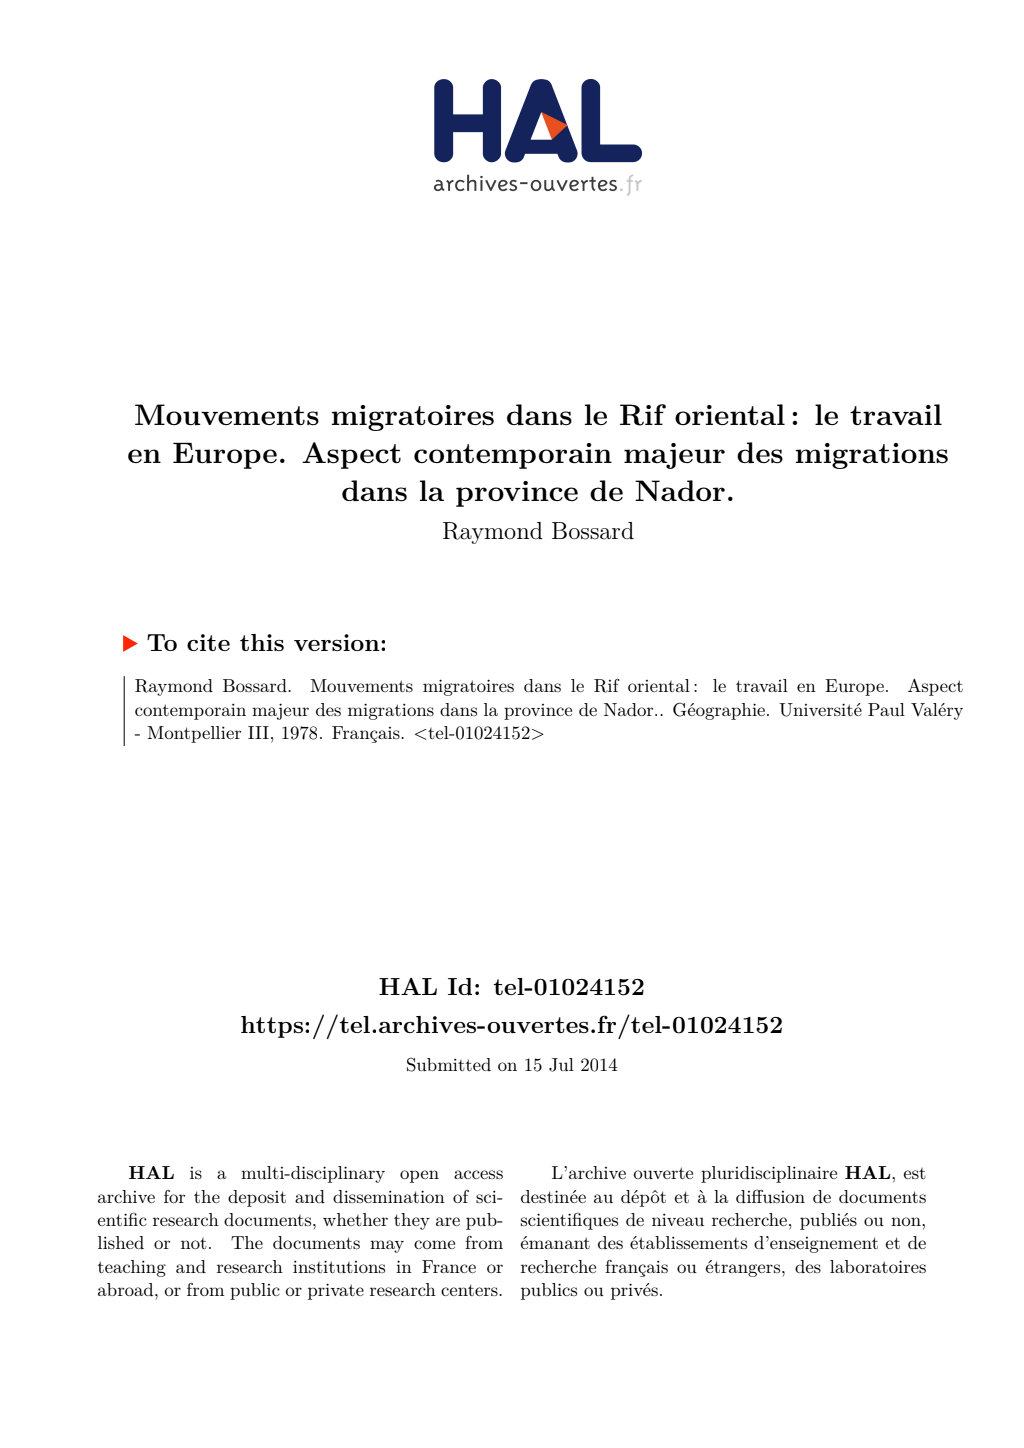 HAL
archives-ouvertes.fr
Mouvements migratoires dans le Rif oriental : le travail
en Europe. Aspect contemporain majeur des migrations
dans la province de Nador.
Raymond Bossard
To cite this version:
Raymond Bossard. Mouvements migratoires dans le Rif oriental : le travail en Europe. Aspect
contemporain majeur des migrations dans la province de Nador.. Géographie. Université Paul Valéry
- Montpellier III, 1978. Français. <tel-01024152>
HAL Id: tel-01024152
https://tel.archives-ouvertes.fr/tel-01024152
Submitted on 15 Jul 2014
HAL is a multi-disciplinary open access
archive for the deposit and dissemination of sci-
entific research documents, whether they are pub-
lished or not. The documents may come from
teaching and research institutions in France or
abroad, or from public or private research centers.
L'archive ouverte pluridisciplinaire HAL, est
destinée au dépôt et à la diffusion de documents
scientifiques de niveau recherche, publiés ou non,
émanant des établissements d'enseignement et de
recherche français ou étrangers, des laboratoires
publics ou privés.